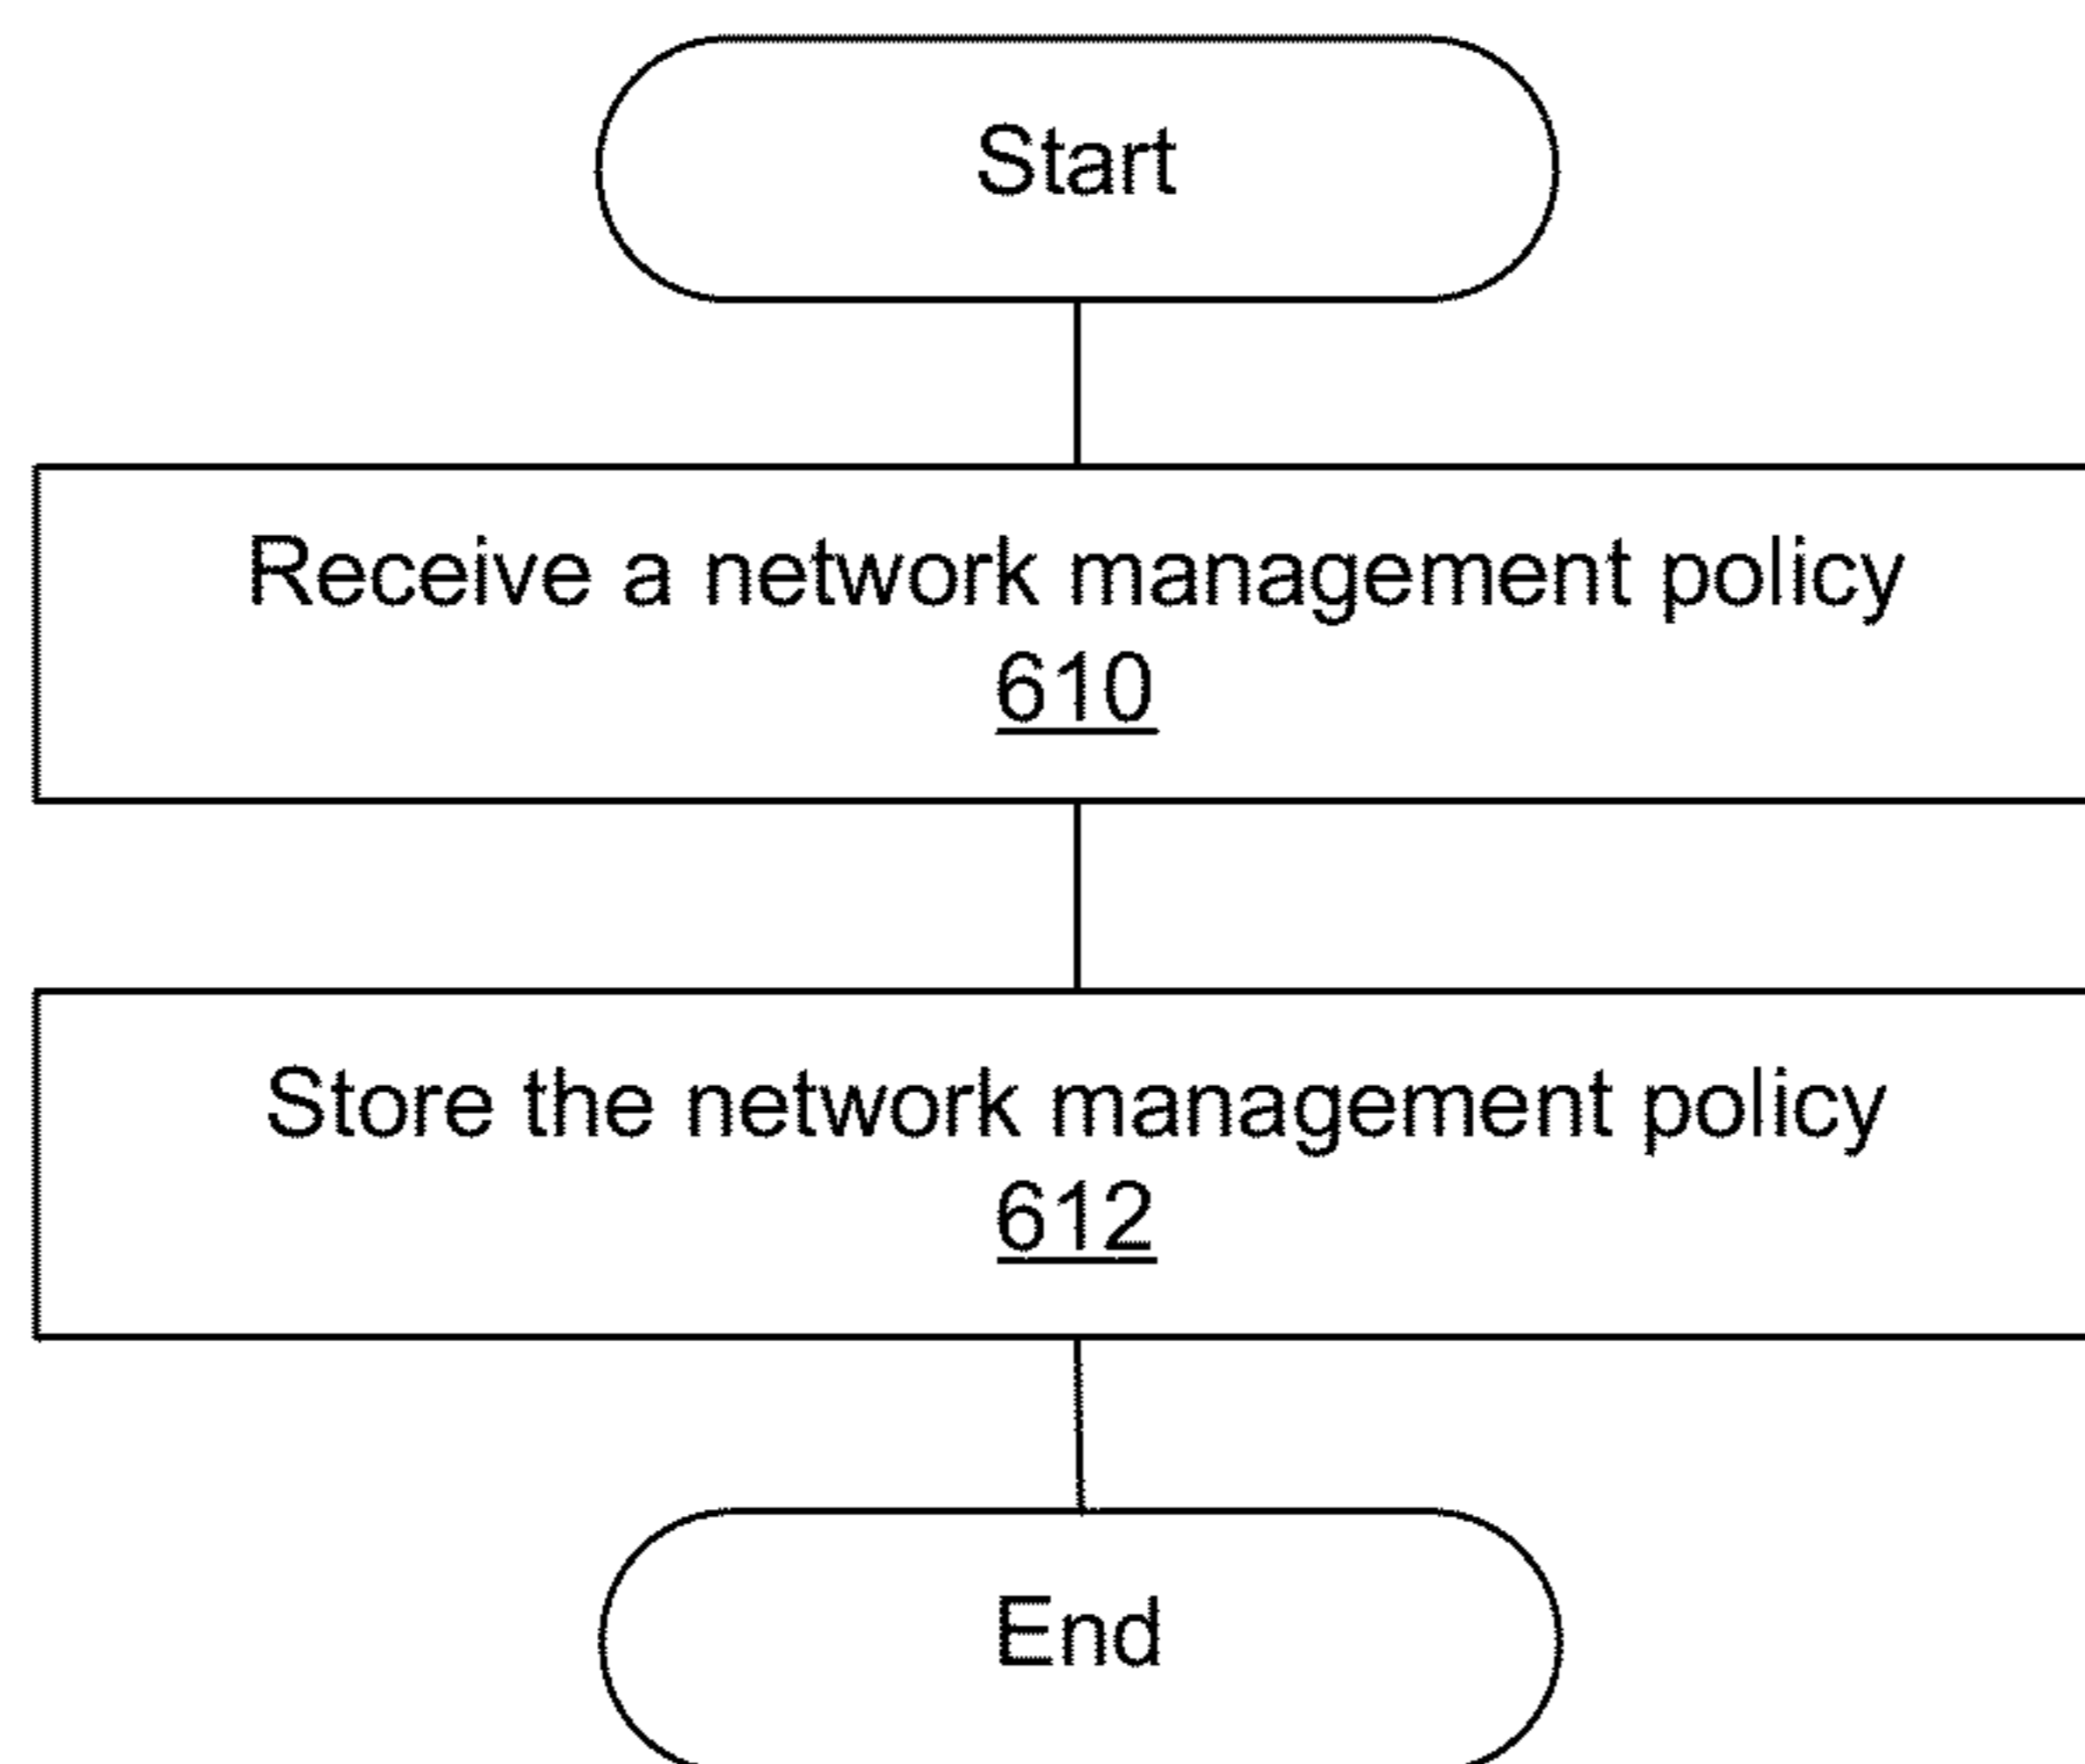 Start
Receive a network management policy
610
Store the network management policy
612
End